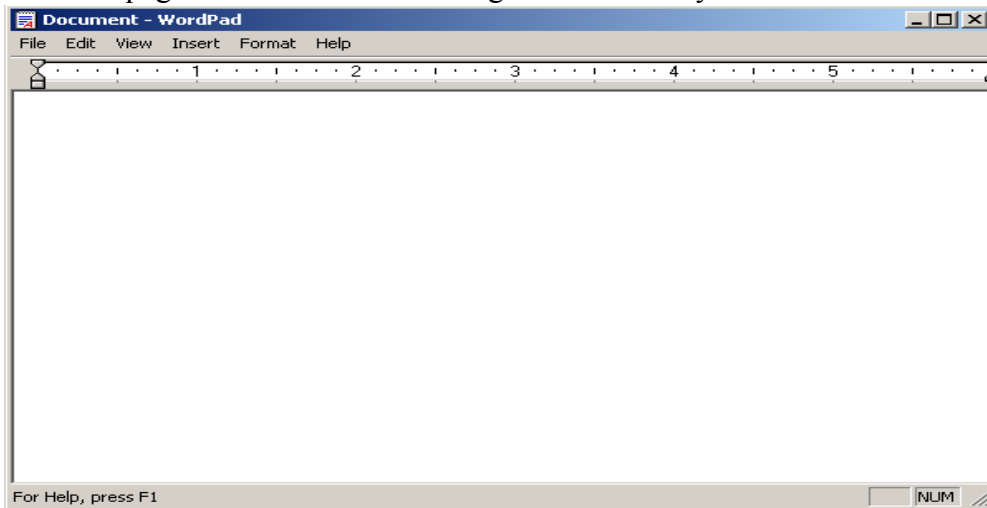 Document - WordPad
File Edit View Insert Format Help
1 2 3 4 5
For Help, press F1
NUM